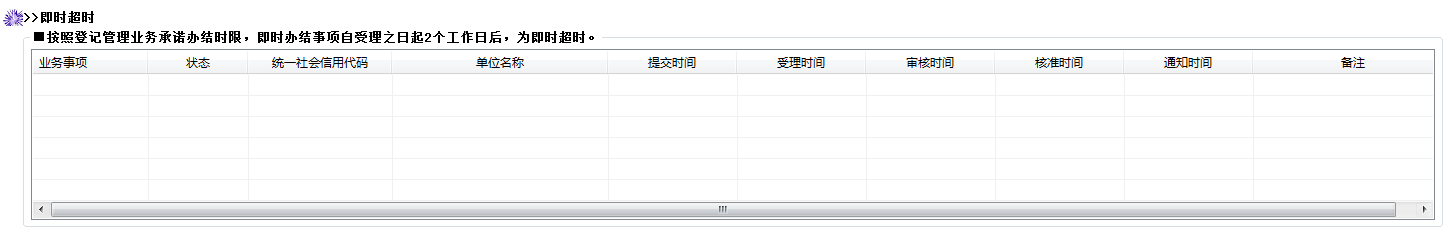 >>即时超时
■按照登记管理业务承诺办结时限，即时办结事项自受理之日起2个工作日后，为即时超时。
业务事项 状态 统一社会信用代码 单位名称 提交时间 受理时间 审核时间 核准时间 通知时间 备注